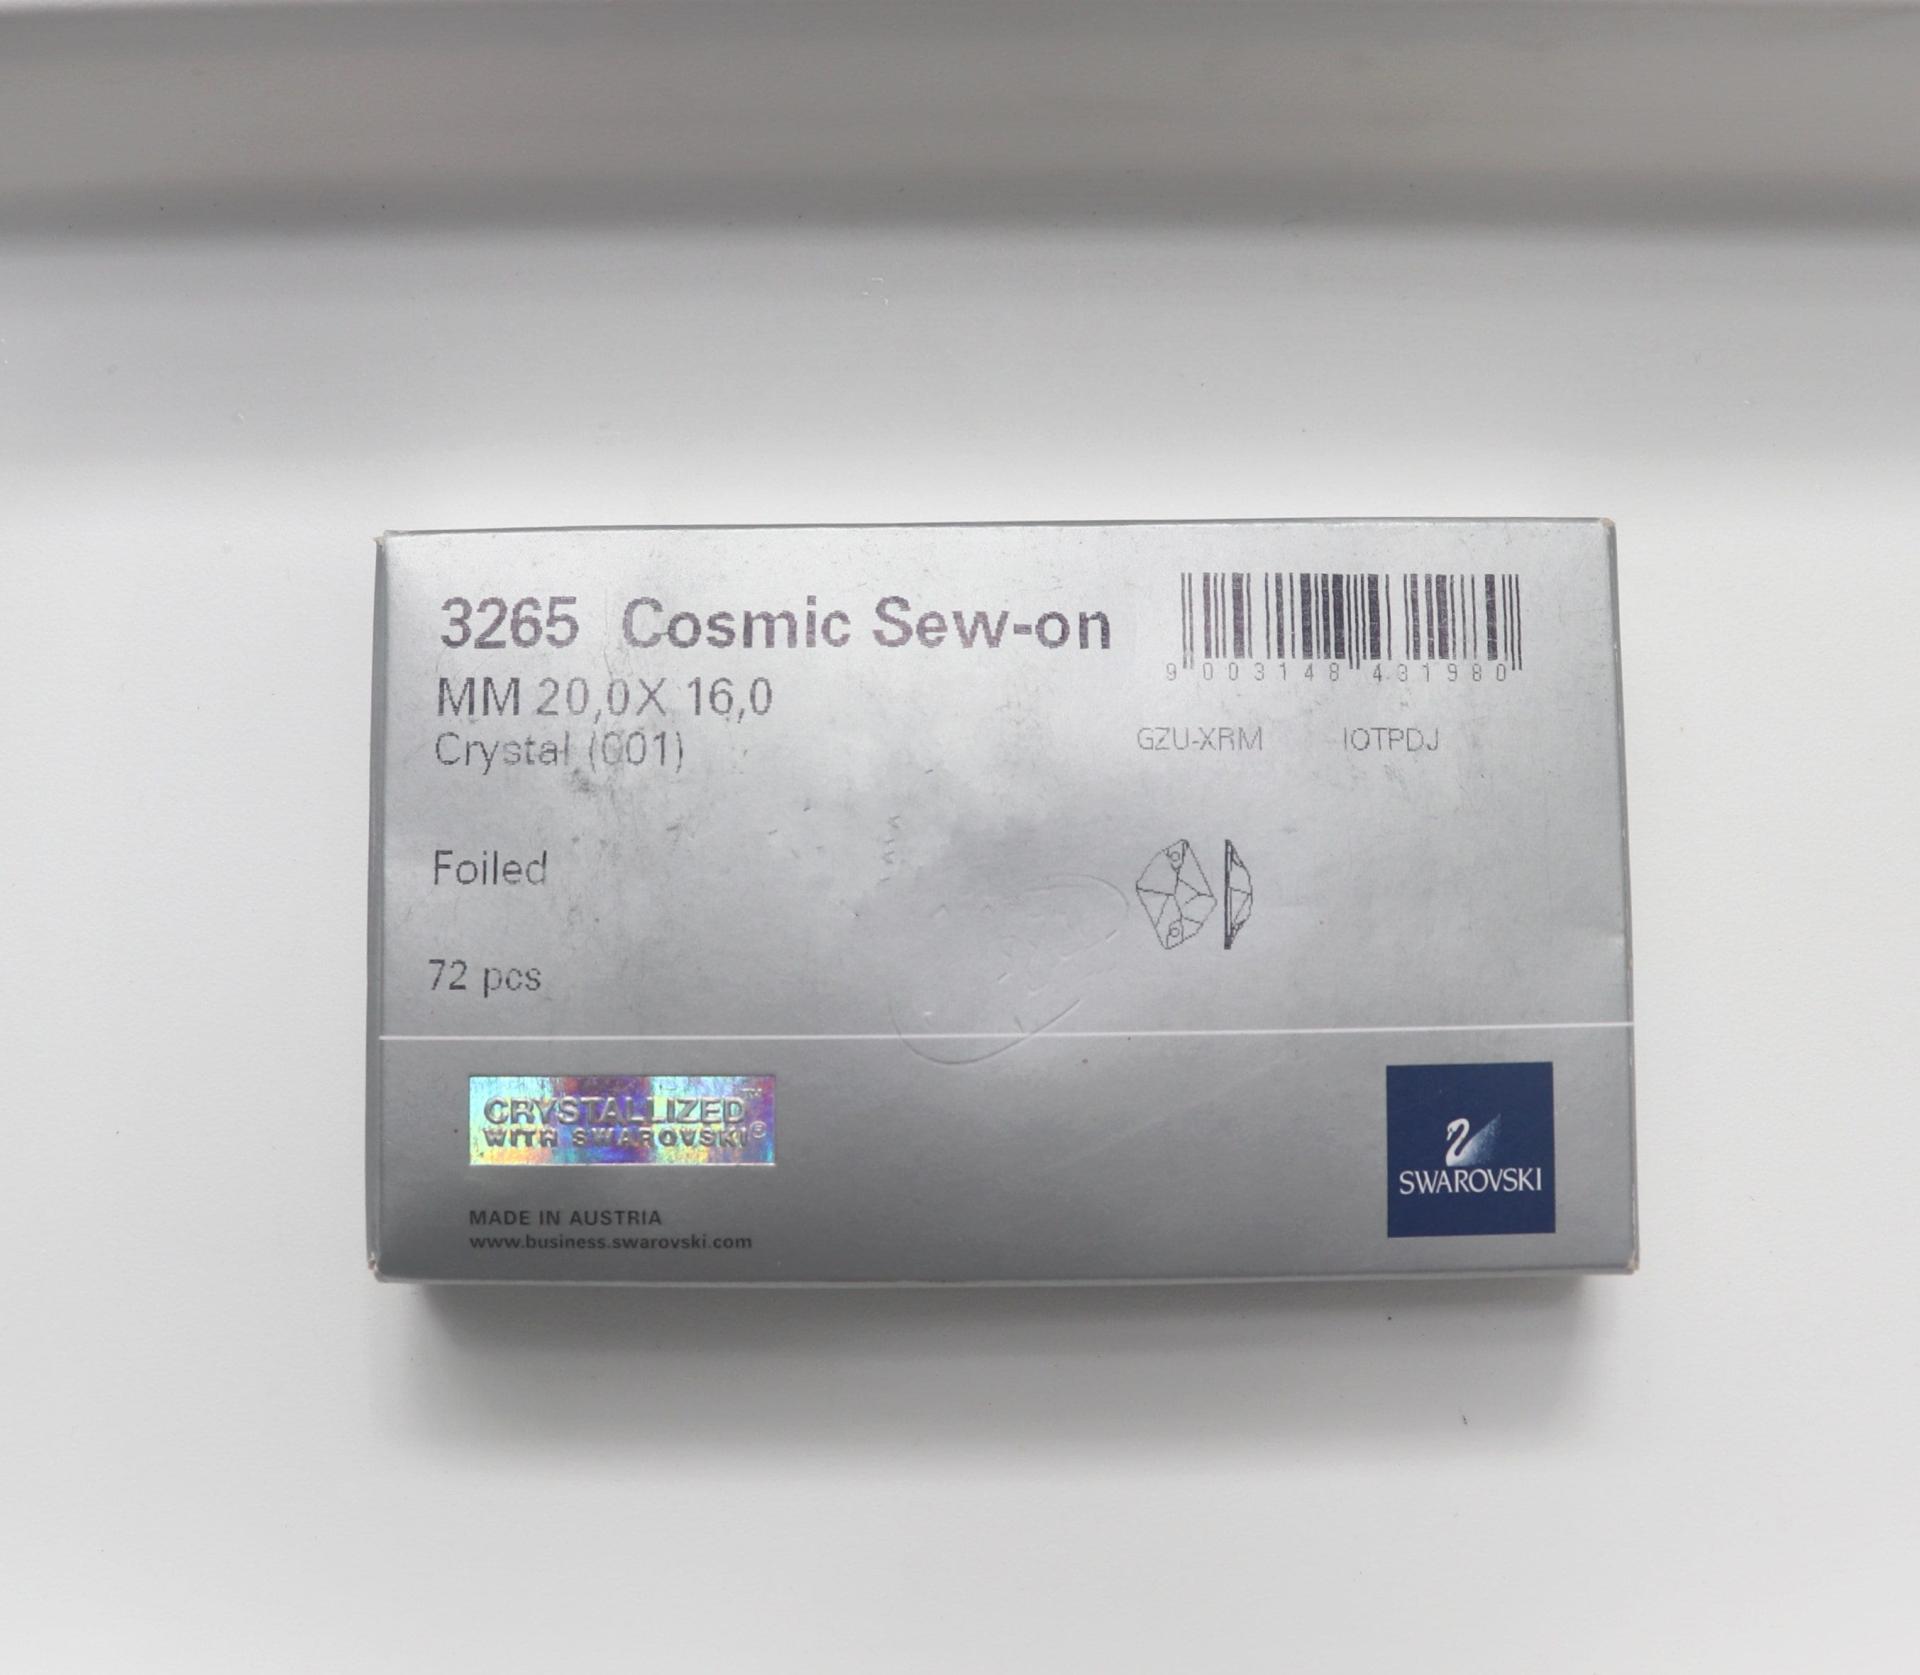 3265 Cosmic Sew-on
MM 20,0X 16,0
Crystal (001)
9 003148 431980
GZU-XRM IOTPDJ
Foiled
72 pcs
CRYSTALLIZED™
WITH SWAROVSKI®
MADE IN AUSTRIA
www.business.swarovski.com
SWAROVSKI